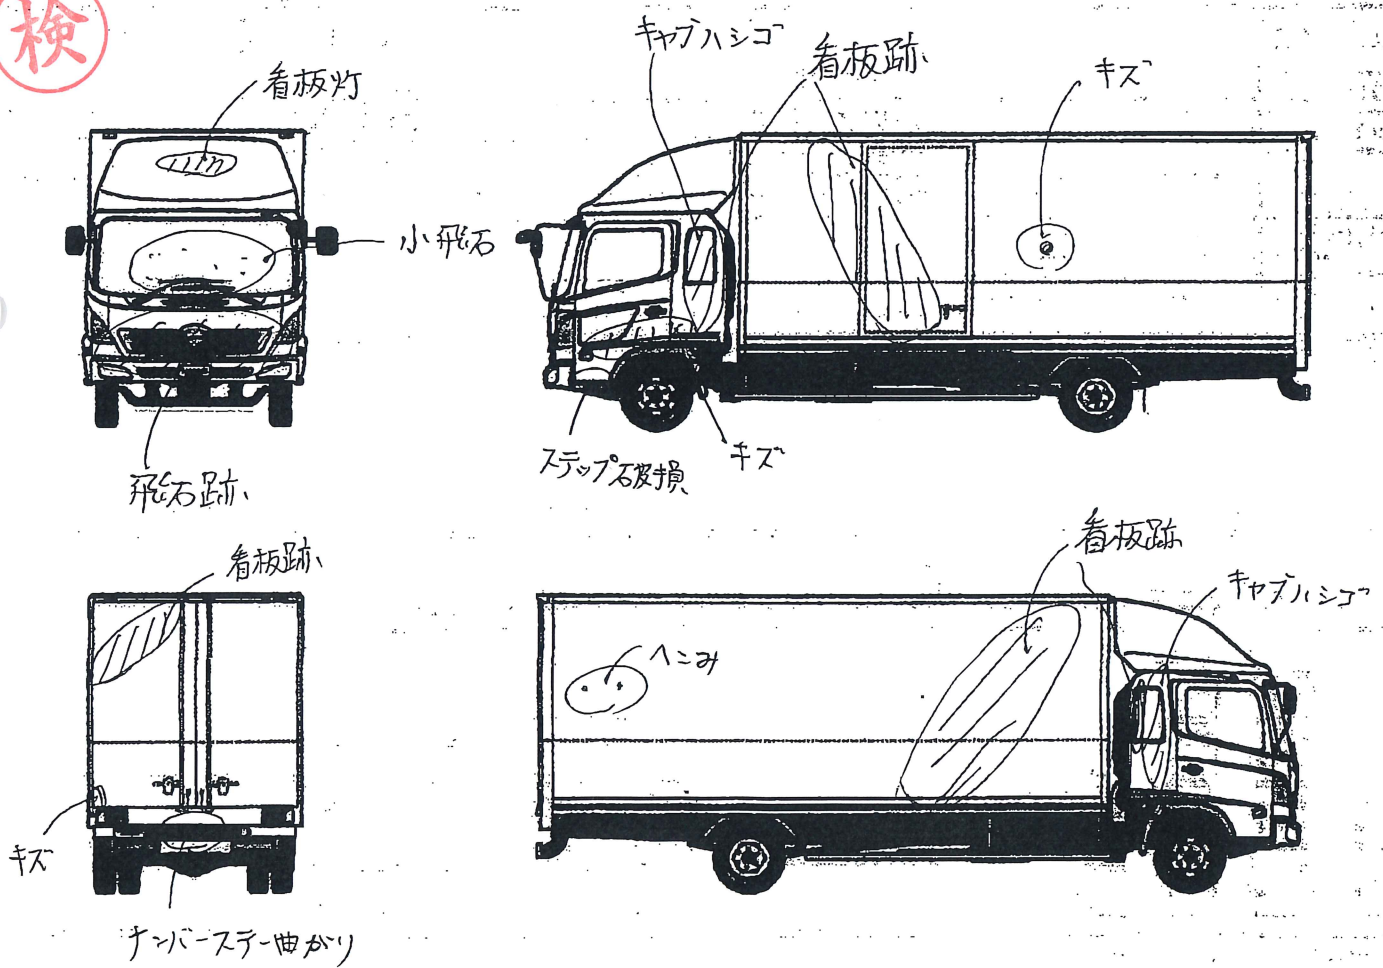 検
看板灯
キャブハシゴ
看板跡
キズ
小飛石
飛石跡
ステップ破損
キズ
看板跡
キズ
ナンバーステー曲がり
看板跡
キャブハシゴ
ヘこみ